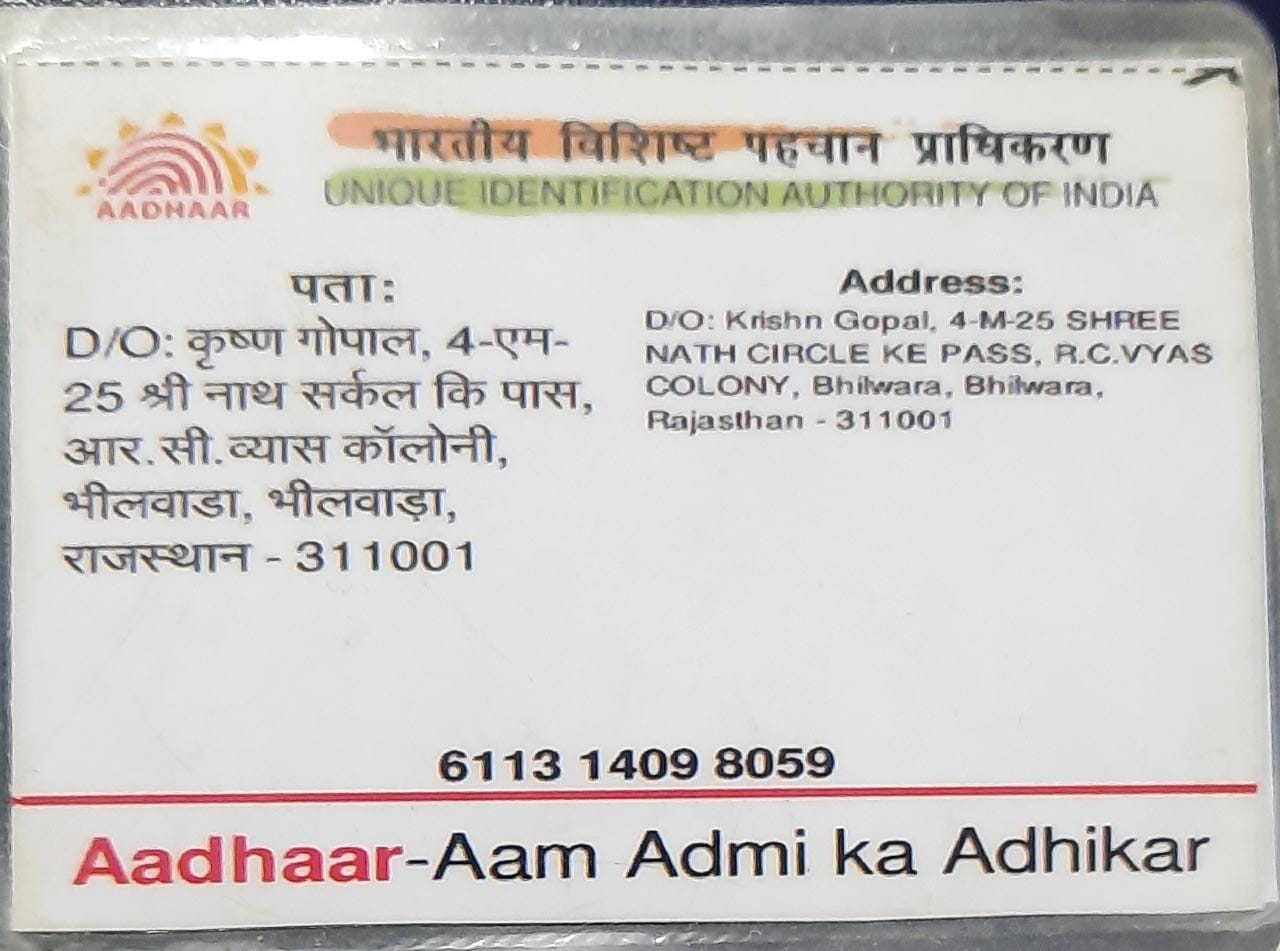 भारतीय विशिष्ट पहचान प्राधिकरण
AADHAAR
UNIQUE IDENTIFICATION AUTHORITY OF INDIA
पता:
D/O: कृष्ण गोपाल, 4-एम-
25 श्री नाथ सर्कल कि पास,
आर.सी.व्यास कॉलोनी,
भीलवाडा, भीलवाड़ा,
राजस्थान - 311001
Address:
D/O: Krishn Gopal, 4-M-25 SHREE
NATH CIRCLE KE PASS, R.C.VYAS
COLONY, Bhilwara, Bhilwara,
Rajasthan - 311001
6113 1409 8059
Aadhaar-Aam Admi ka Adhikar